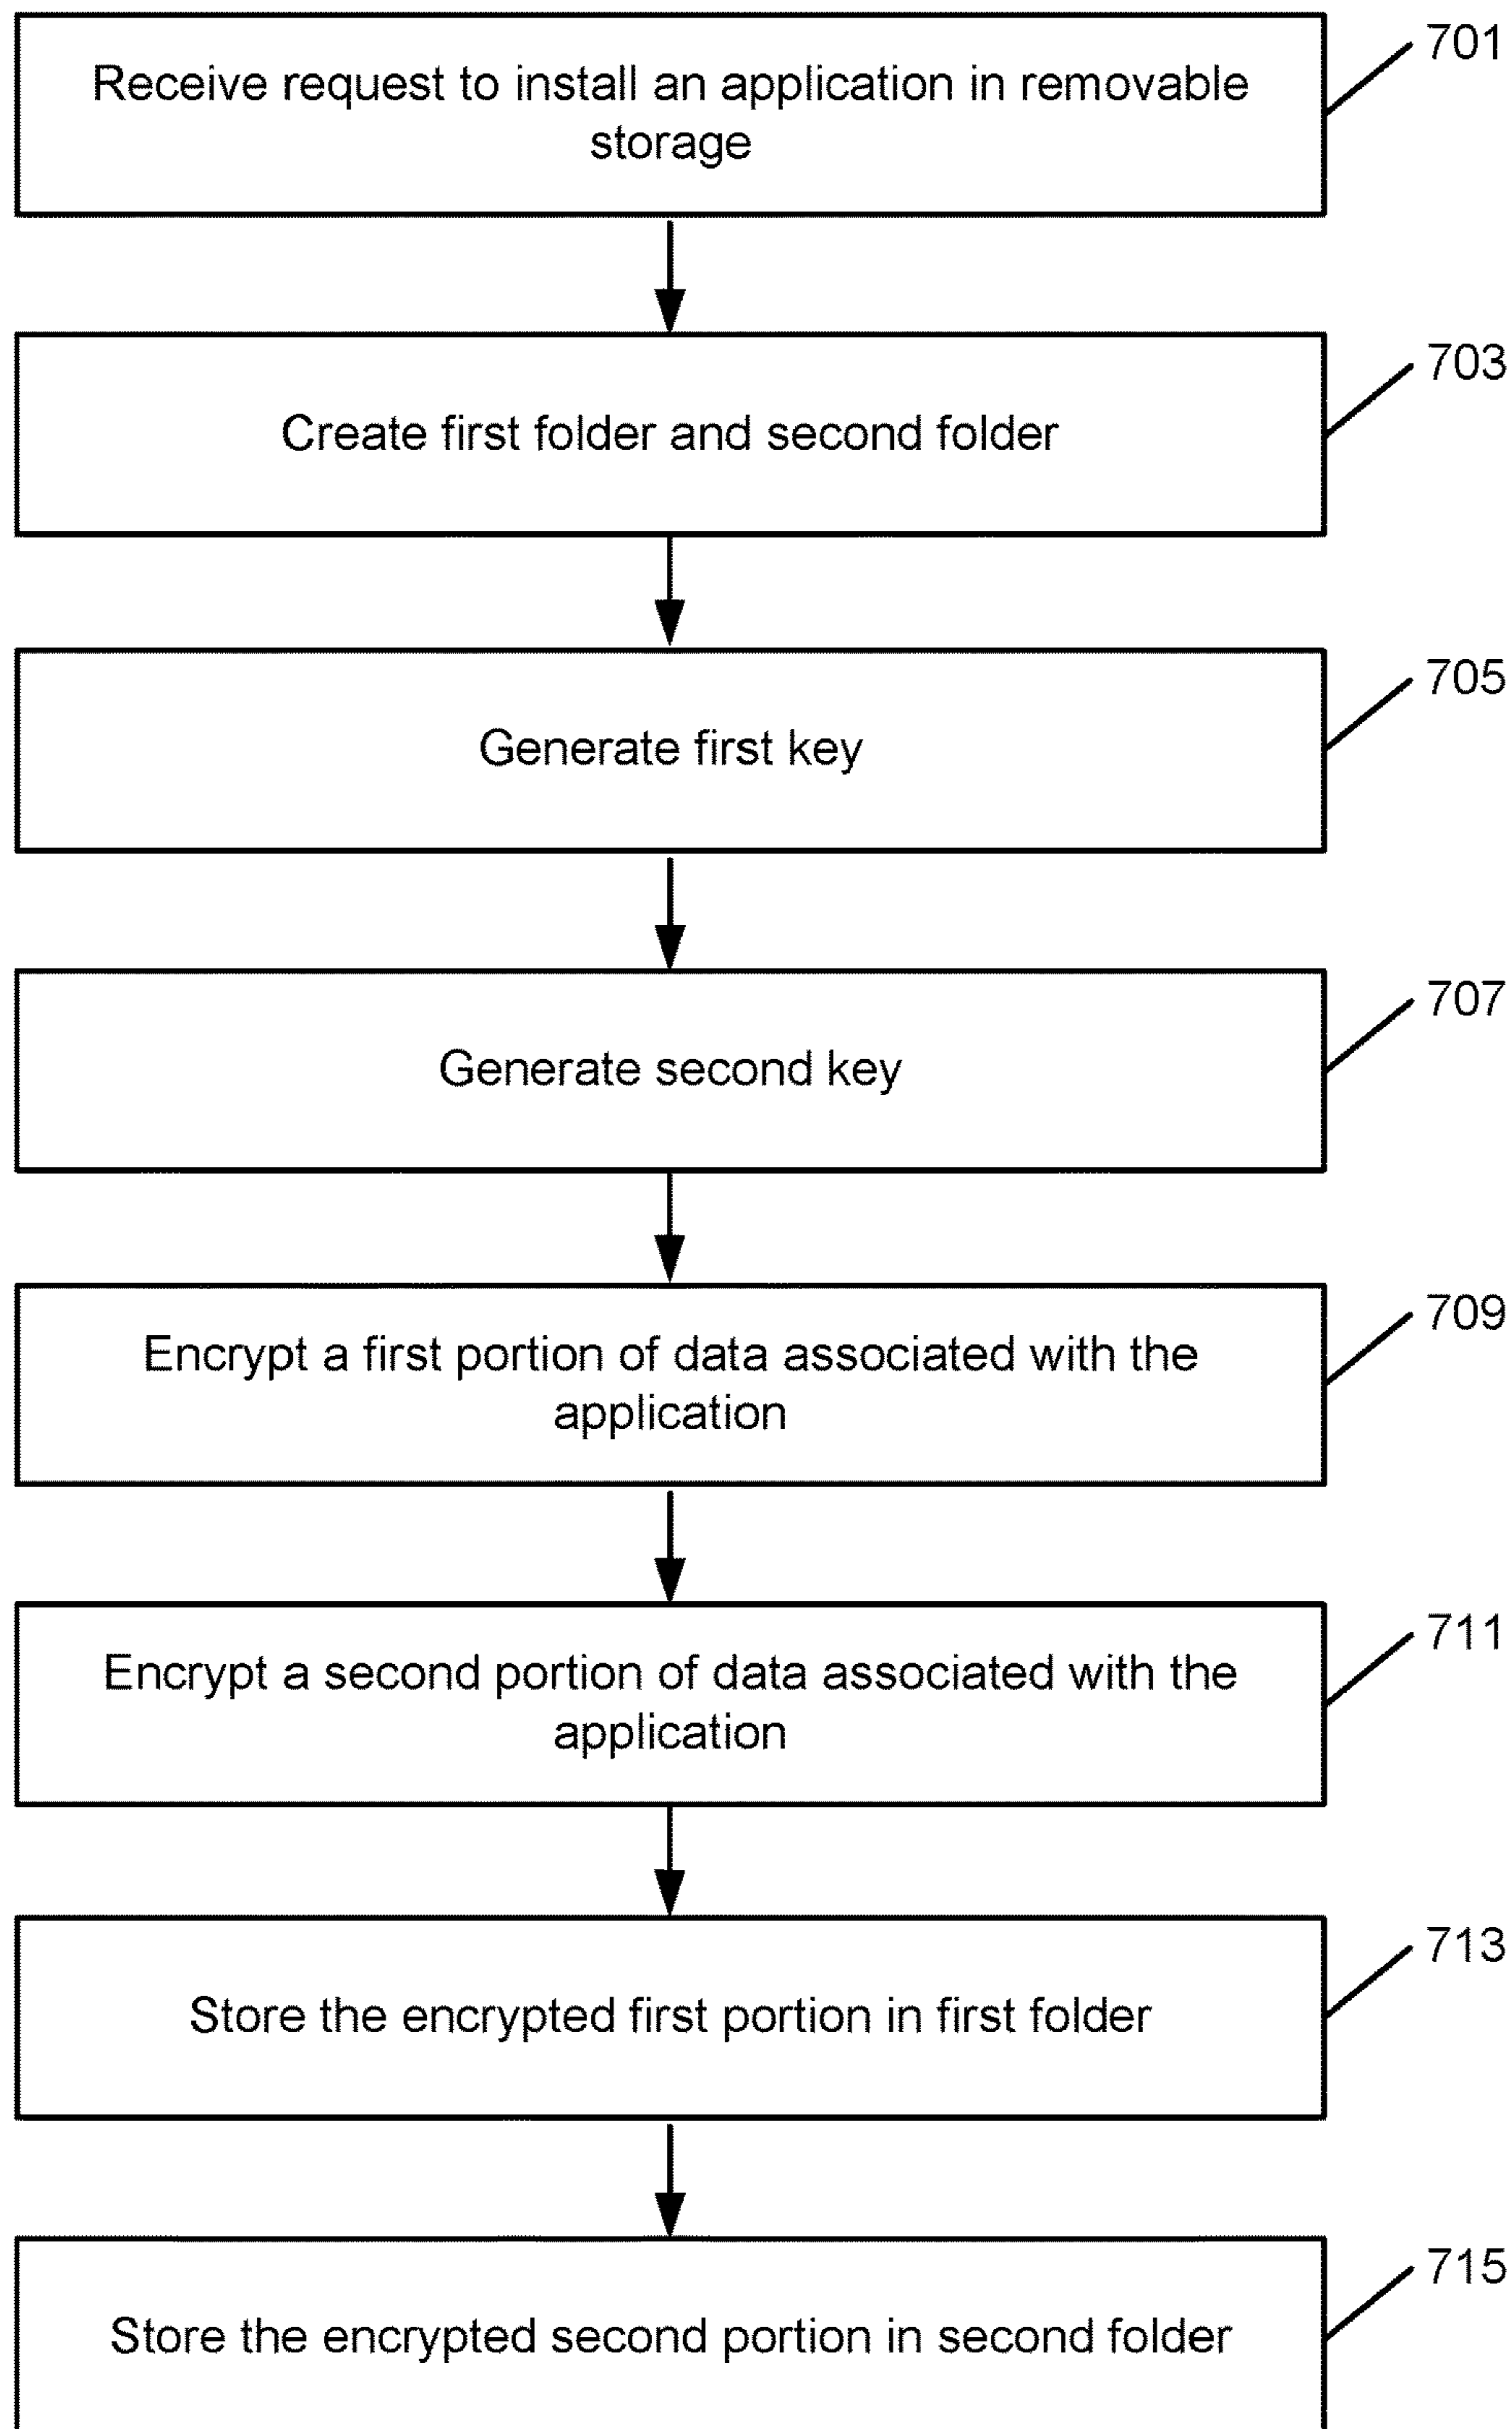 Receive request to install an application in removable
storage
701
Create first folder and second folder
703
Generate first key
705
Generate second key
707
Encrypt a first portion of data associated with the
application
709
Encrypt a second portion of data associated with the
application
711
Store the encrypted first portion in first folder
713
Store the encrypted second portion in second folder
715